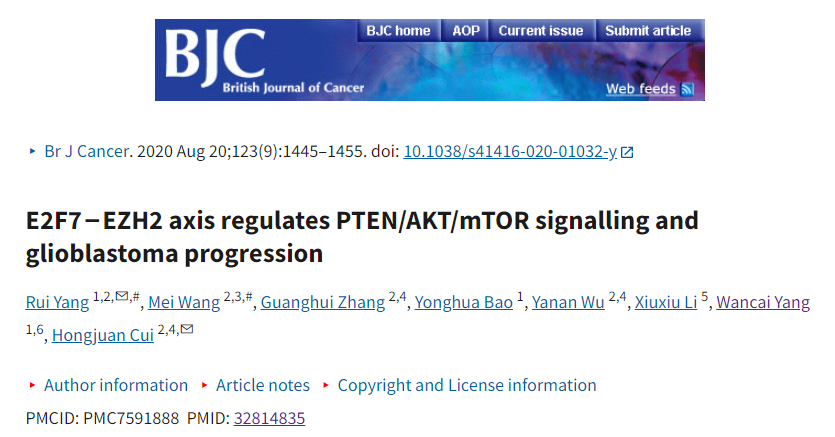 BJC home AOP Current issue Submit article
BJC
British Journal of Cancer
Web feeds
‣ Br J Cancer. 2020 Aug 20;123(9):1445–1455. doi: 10.1038/s41416-020-01032-y
E2F7−EZH2 axis regulates PTEN/AKT/mTOR signalling and
glioblastoma progression
Rui Yang 1,2,✉,#, Mei Wang 2,3,#, Guanghui Zhang 2,4, Yonghua Bao 1, Yanan Wu 2,4, Xiuxiu Li 5, Wancai Yang
1,6, Hongjuan Cui 2,4,✉
‣ Author information ‣ Article notes ‣ Copyright and License information
PMCID: PMC7591888 PMID: 32814835